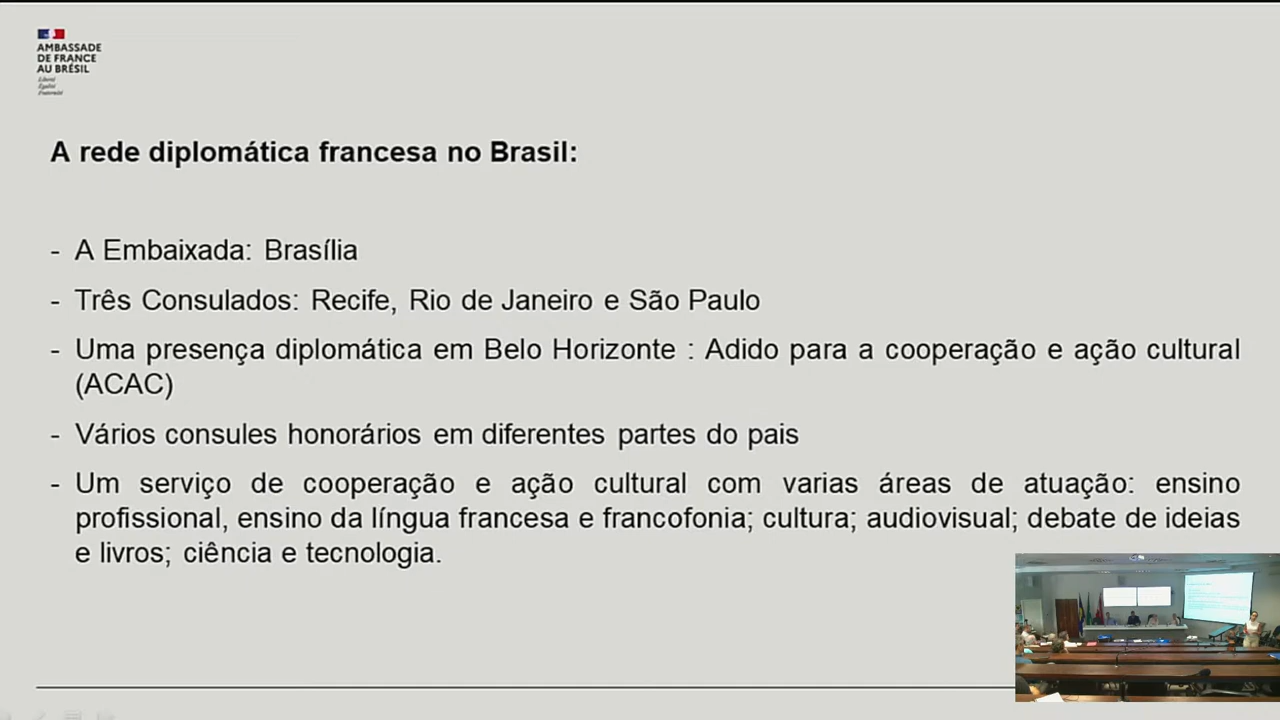 AMBASSADE
DE FRANCE
AU BRÉSIL
Liberté
Égalité
Fraternité
A rede diplomática francesa no Brasil:
- A Embaixada: Brasília
- Três Consulados: Recife, Rio de Janeiro e São Paulo
- Uma presença diplomática em Belo Horizonte : Adido para a cooperação e ação cultural
(ACAC)
- Vários consules honorários em diferentes partes do pais
- Um serviço de cooperação e ação cultural com varias áreas de atuação: ensino
profissional, ensino da língua francesa e francofonia; cultura; audiovisual; debate de ideias
e livros; ciência e tecnologia.